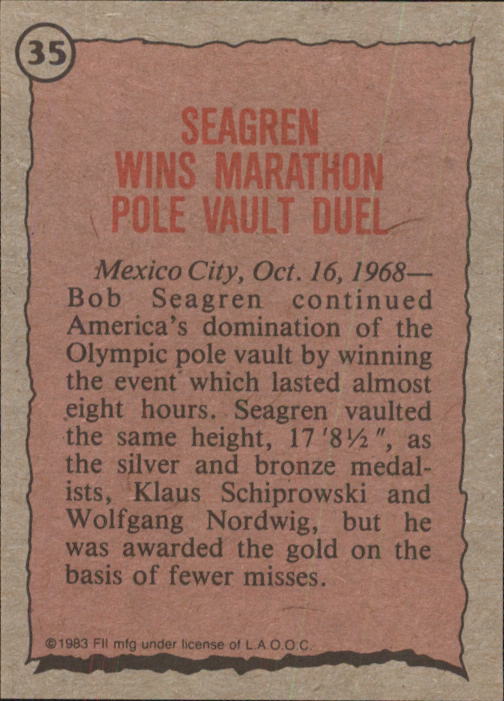 35
SEAGREN
WINS MARATHON
POLE VAULT DUEL
Mexico City, Oct. 16, 1968—
Bob Seagren continued
America's domination of the
Olympic pole vault by winning
the event which lasted almost
eight hours. Seagren vaulted
the same height, 17'8½", as
the silver and bronze medal-
ists, Klaus Schiprowski and
Wolfgang Nordwig, but he
was awarded the gold on the
basis of fewer misses.
©1983 FII mfg under license of L.A.O.O.C.